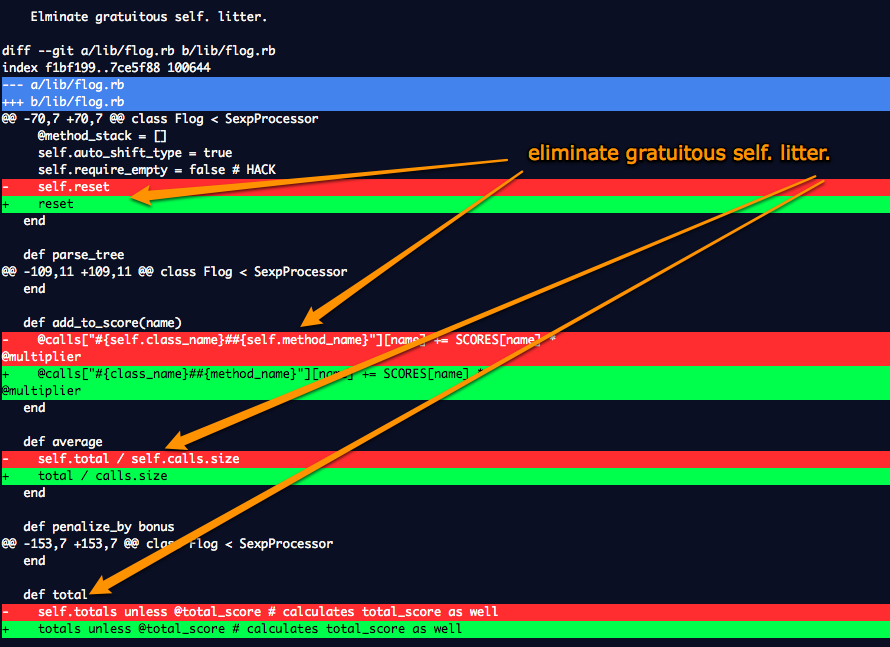 Elminate gratuitous self. litter.
diff --git a/lib/flog.rb b/lib/flog.rb
index f1bf199..7ce5f88 100644
--- a/lib/flog.rb
+++ b/lib/flog.rb
@@ -70,7 +70,7 @@ class Flog < SexpProcessor
@method_stack = []
self.auto_shift_type = true
eliminate gratuitous self. litter.
self.require_empty = false # HACK
- self.reset
+ reset
end
def parse_tree
@@ -109,11 +109,11 @@ class Flog < SexpProcessor
end
def add_to_score(name)
- @calls["#{self.class_name}##{self.method_name}"][name] += SCORES[name] *
@multiplier
+ @calls["#{class_name}##{method_name}"][name] += SCORES[name] *
@multiplier
end
def average
- self.total / self.calls.size
+ total / calls.size
end
def penalize_by bonus
@@ -153,7 +153,7 @@ class Flog < SexpProcessor
end
def total
- self.totals unless @total_score # calculates total_score as well
+ totals unless @total_score # calculates total_score as well